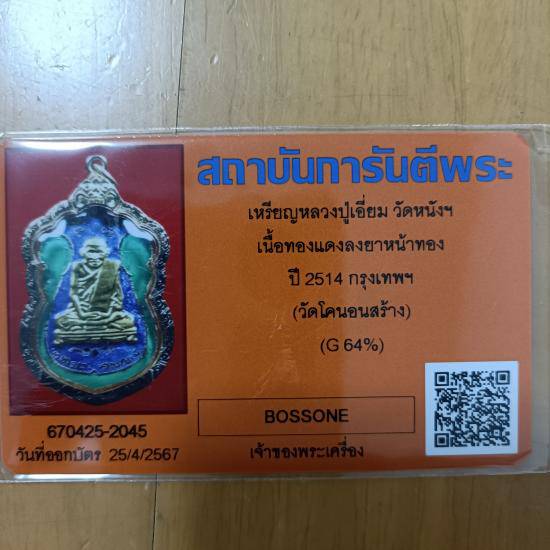 สถาบันการันตีพระ
เหรียญหลวงปู่เอี่ยม วัดหนังฯ
เนื้อทองแดงลงยาหน้าทอง
ปี 2514 กรุงเทพฯ
(วัดโคนอนสร้าง)
(G 64%)
BOSSONE
เจ้าของพระเครื่อง
670425-2045
วันที่ออกบัตร 25/4/2567